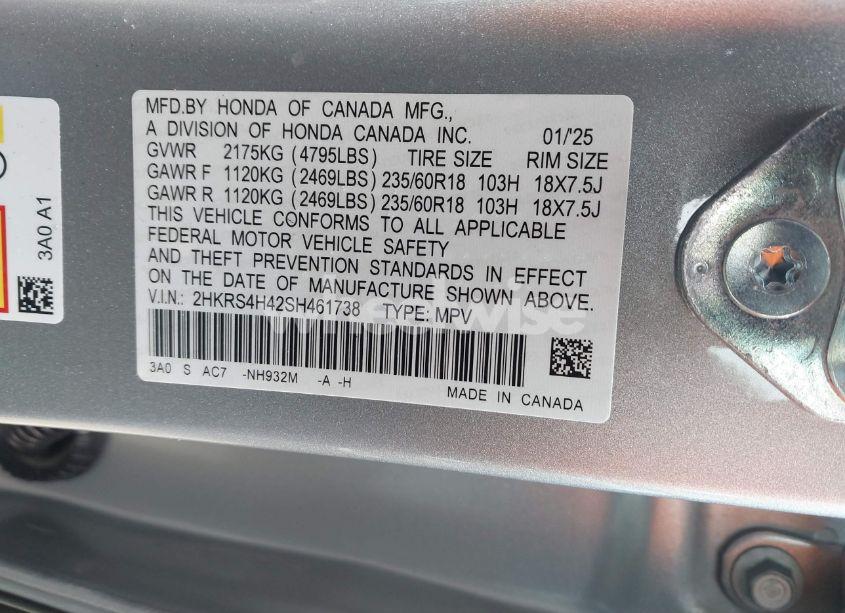 MFD.BY HONDA OF CANADA MFG.,
A DIVISION OF HONDA CANADA INC. 01/'25
GVWR 2175KG (4795LBS) TIRE SIZE RIM SIZE
GAWR F 1120KG (2469LBS) 235/60R18 103H 18X7.5J
GAWR R 1120KG (2469LBS) 235/60R18 103H 18X7.5J
THIS VEHICLE CONFORMS TO ALL APPLICABLE
FEDERAL MOTOR VEHICLE SAFETY
AND THEFT PREVENTION STANDARDS IN EFFECT
ON THE DATE OF MANUFACTURE SHOWN ABOVE.
V.I.N.: 2HKRS4H42SH461738 TYPE: MPV
3A0 S AC7 -NH932M -A -H
MADE IN CANADA
3A0 A1
wheelwise